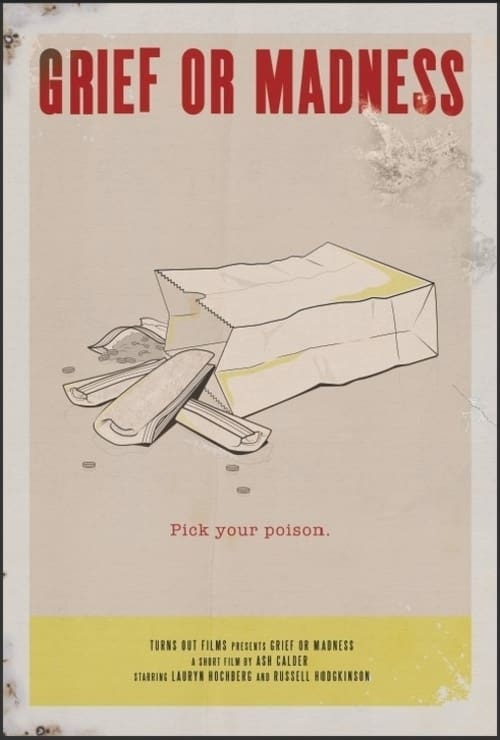 GRIEF OR MADNESS
Pick your poison.
TURNS OUT FILMS PRESENTS GRIEF OR MADNESS
A SHORT FILM BY ASH CALDER
STARRING LAURYN HOCHBERG AND RUSSELL HODGKINSON